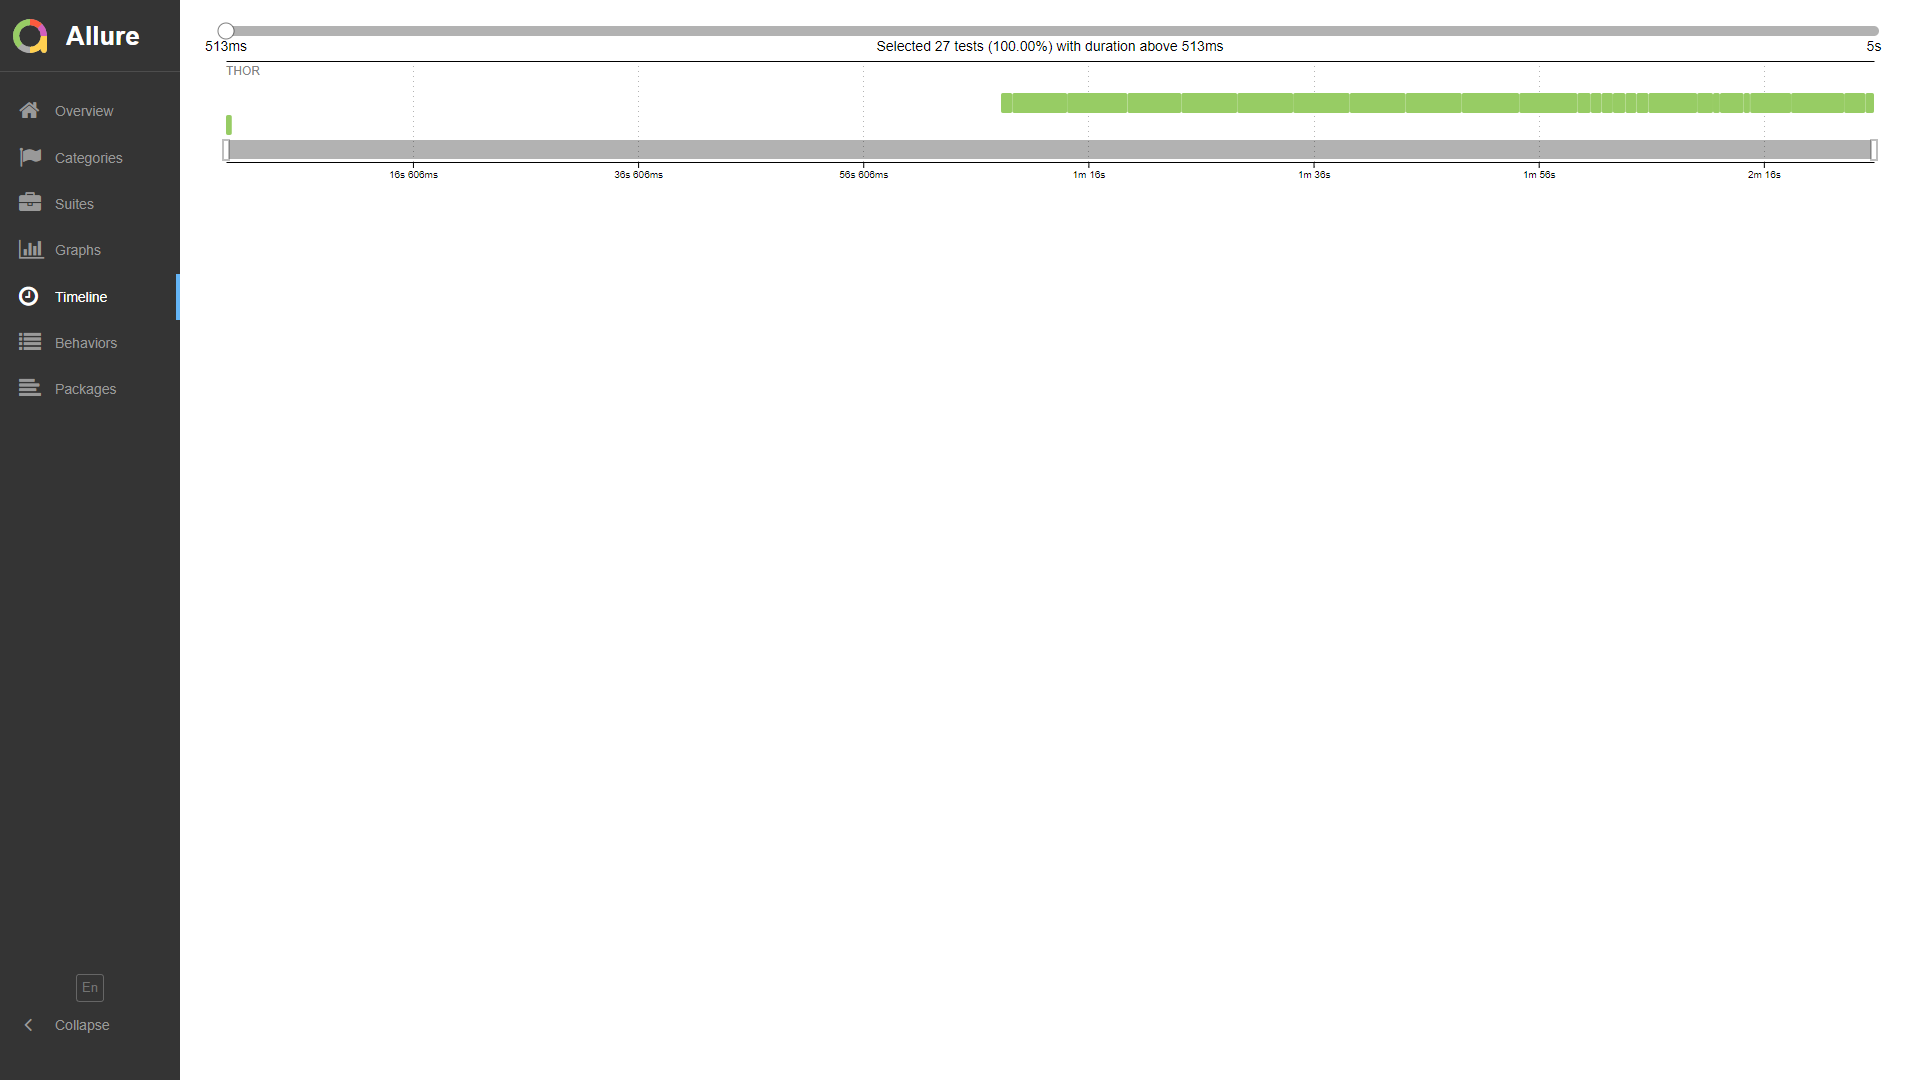 Allure
Overview
Categories
Suites
Graphs
Timeline
Behaviors
Packages
En
Collapse
513ms
Selected 27 tests (100.00%) with duration above 513ms
5s
THOR
16s 606ms
36s 606ms
56s 606ms
1m 16s
1m 36s
1m 56s
2m 16s